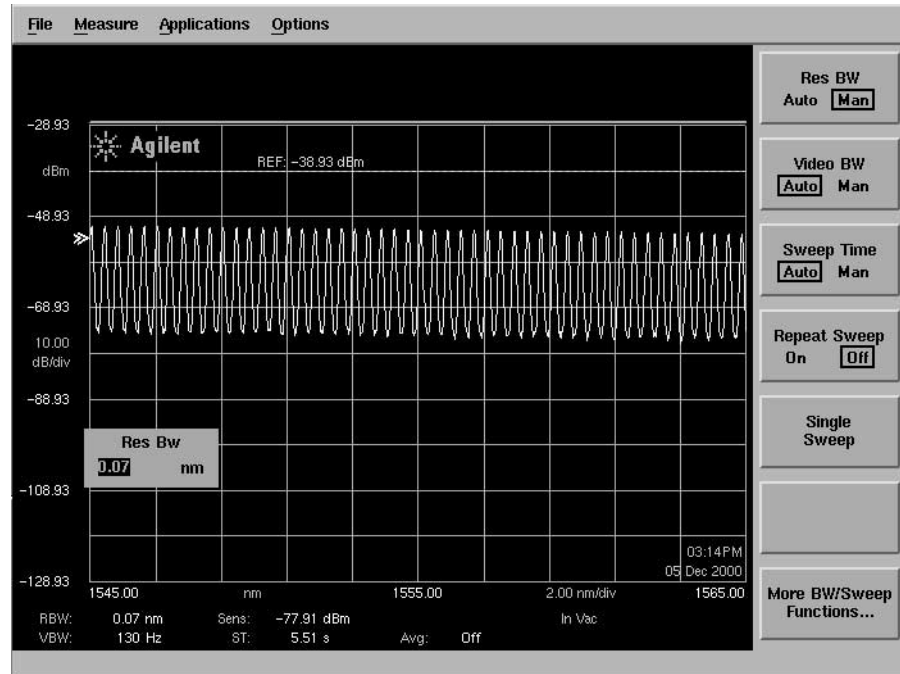 File Measure Applications Options
Res BW
Auto Man
Video BW
Auto Man
Sweep Time
Auto Man
Repeat Sweep
On Off
Single
Sweep
More BW/Sweep
Functions...
-28.93
Agilent
REF: -38.93 dBm
dBm
-48.93
-68.93
10.00
dB/div
-88.93
Res Bw
0.07 nm
-108.93
03:14PM
05 Dec 2000
-128.93
1545.00 nm 1555.00 2.00 nm/div 1565.00
RBW: 0.07 nm Sens: -77.91 dBm In Vac
VBW: 130 Hz ST: 5.51 s Avg: Off